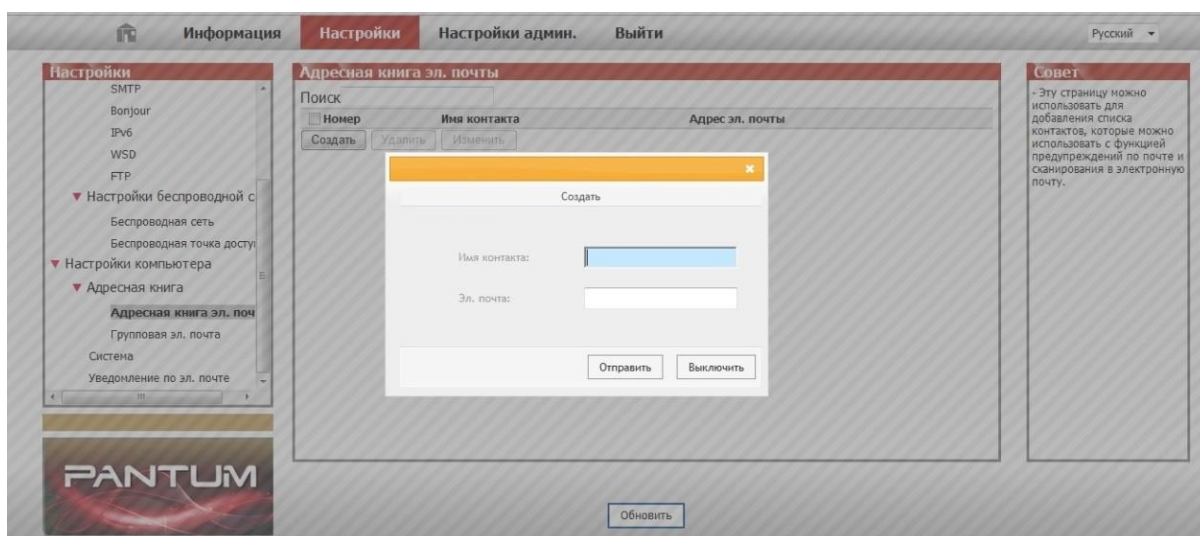 Информация Настройки Настройки админ. Выйти Русский
Настройки
SMTP
Bonjour
IPv6
WSD
FTP
Настройки беспроводной с
Беспроводная сеть
Беспроводная точка досту
Настройки компьютера
Адресная книга
Адресная книга эл. поч
Групповая эл. почта
Система
Уведомление по эл. почте
PANTUM
Адресная книга эл. почты
Поиск
Номер Имя контакта Адрес эл. почты
Создать Удалить Изменить
Создать
Имя контакта:
Эл. почта:
Отправить Выключить
Обновить
Совет
- Эту страницу можно
использовать для
добавления списка
контактов, которые можно
использовать с функцией
предупреждений по почте и
сканирования в электронную
почту.